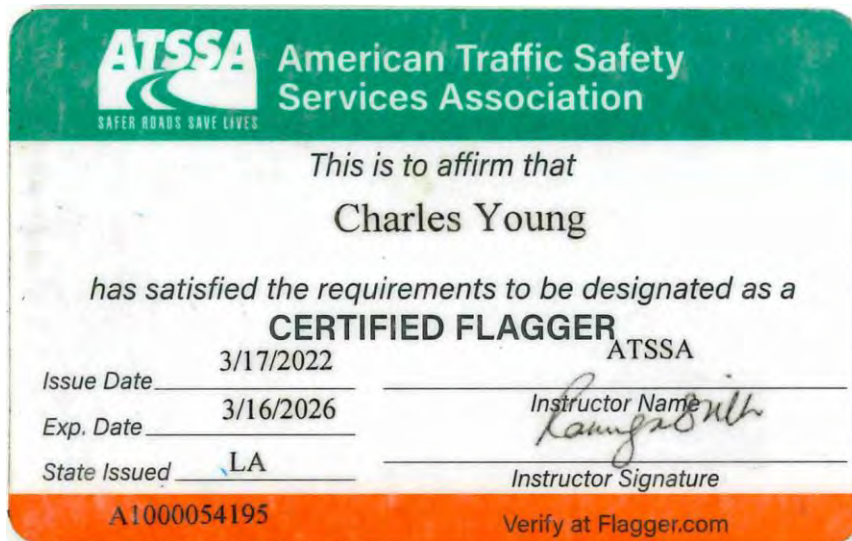 ATSSA
SAFER ROADS SAVE LIVES
American Traffic Safety
Services Association
This is to affirm that
Charles Young
has satisfied the requirements to be designated as a
CERTIFIED FLAGGER
Issue Date 3/17/2022
Exp. Date 3/16/2026
State Issued LA
ATSSA
Instructor Name
Instructor Signature
A1000054195
Verify at Flagger.com